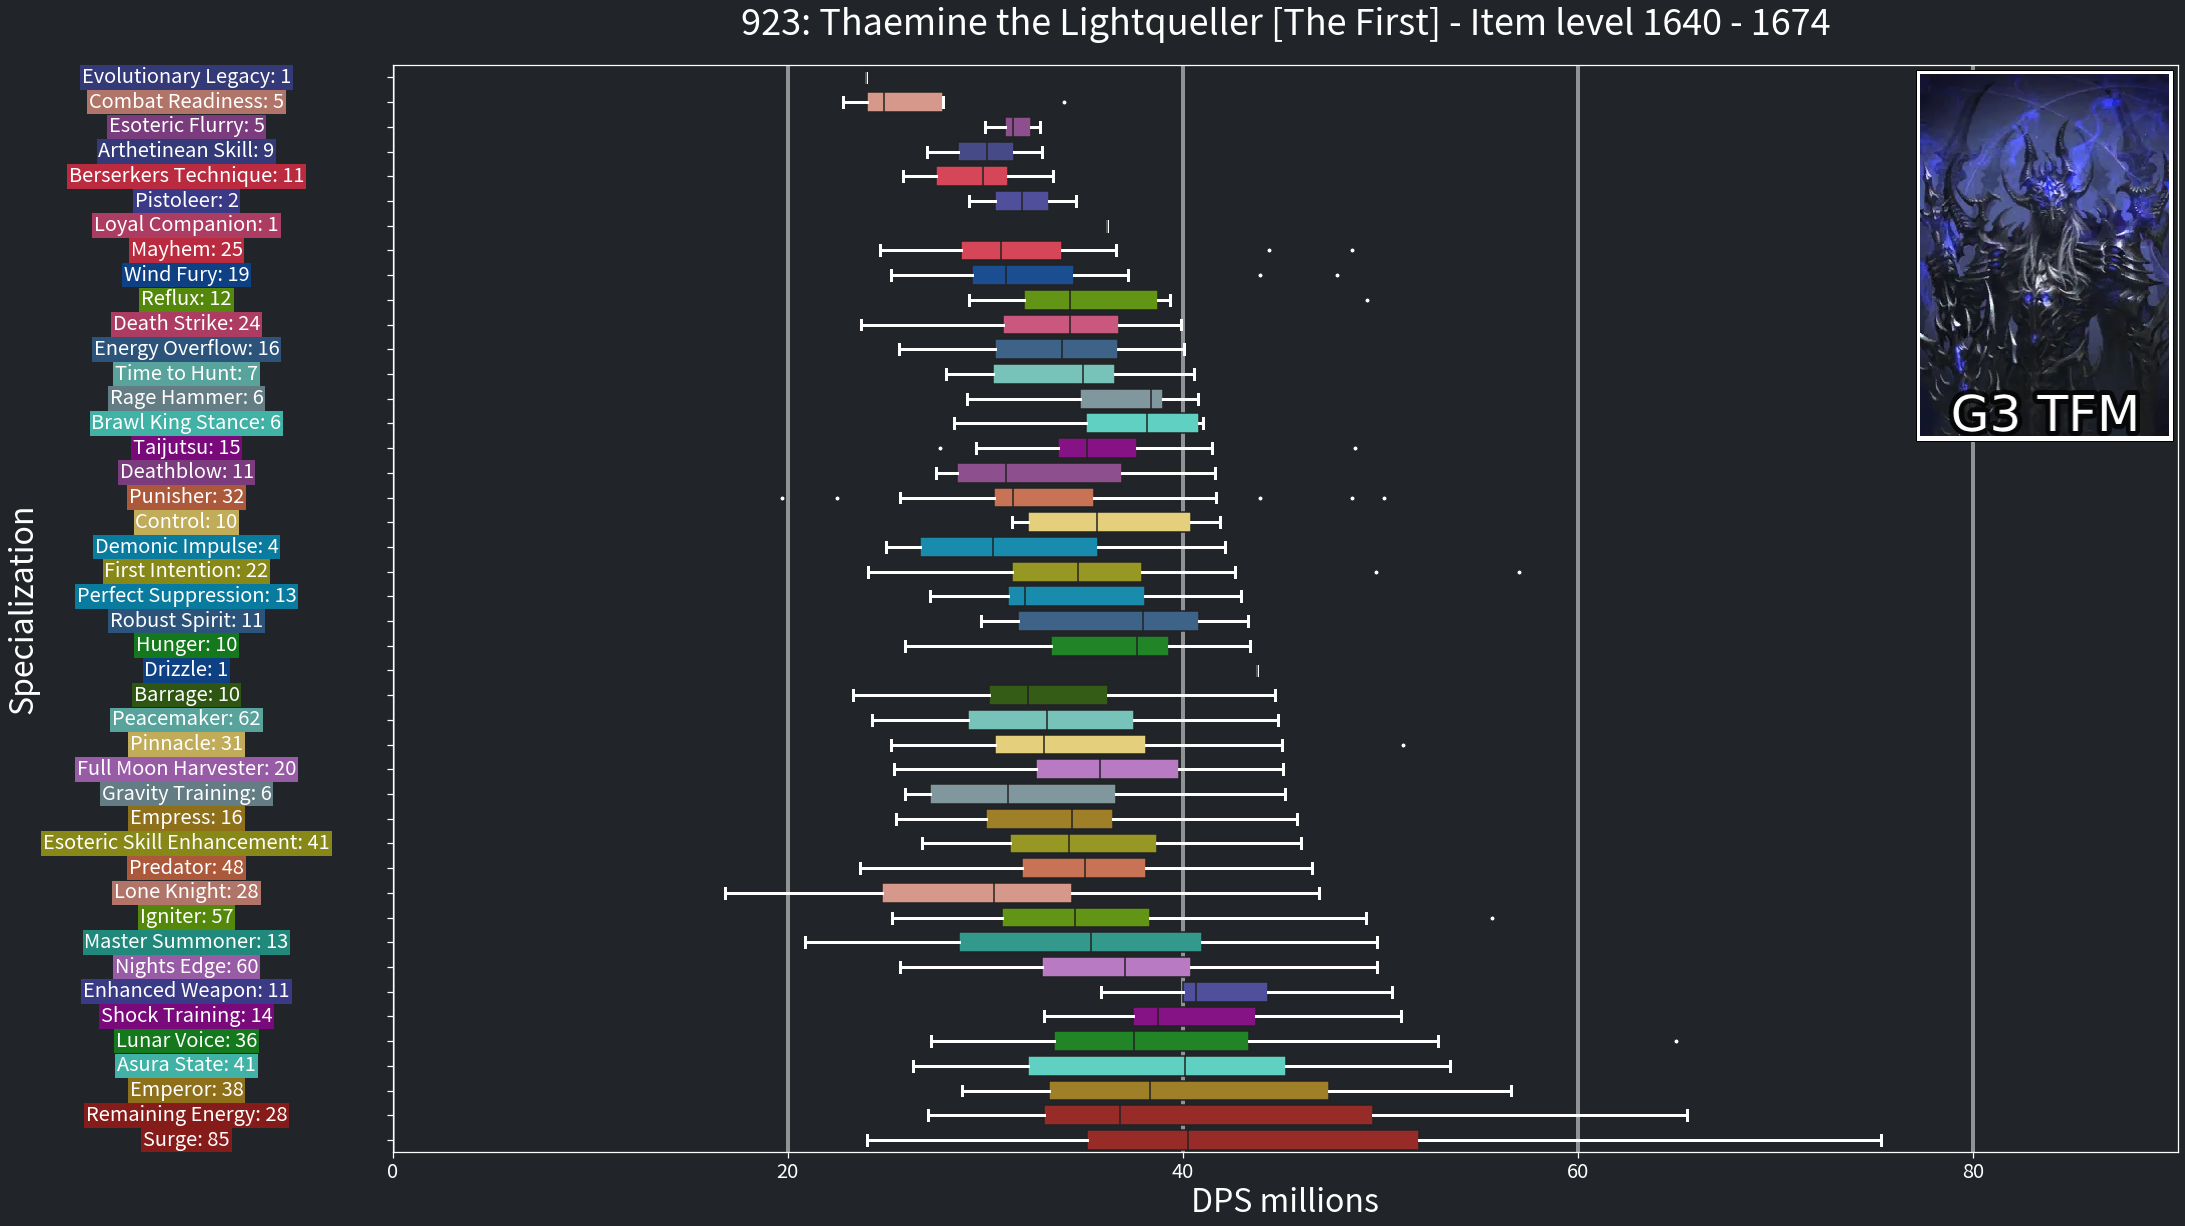 923: Thaemine the Lightqueller [The First] - Item level 1640 - 1674
Evolutionary Legacy: 1
Combat Readiness: 5
Esoteric Flurry: 5
Arthetinean Skill: 9
Berserkers Technique: 11
Pistoleer: 2
Loyal Companion: 1
Mayhem: 25
Wind Fury: 19
Reflux: 12
Death Strike: 24
Energy Overflow: 16
Time to Hunt: 7
Rage Hammer: 6
Brawl King Stance: 6
Taijutsu: 15
Deathblow: 11
Punisher: 32
Control: 10
Demonic Impulse: 4
First Intention: 22
Perfect Suppression: 13
Robust Spirit: 11
Hunger: 10
Drizzle: 1
Barrage: 10
Peacemaker: 62
Pinnacle: 31
Full Moon Harvester: 20
Gravity Training: 6
Empress: 16
Esoteric Skill Enhancement: 41
Predator: 48
Lone Knight: 28
Igniter: 57
Master Summoner: 13
Nights Edge: 60
Enhanced Weapon: 11
Shock Training: 14
Lunar Voice: 36
Asura State: 41
Emperor: 38
Remaining Energy: 28
Surge: 85
Specialization
G3 TFM
0 20 40 60 80
DPS millions